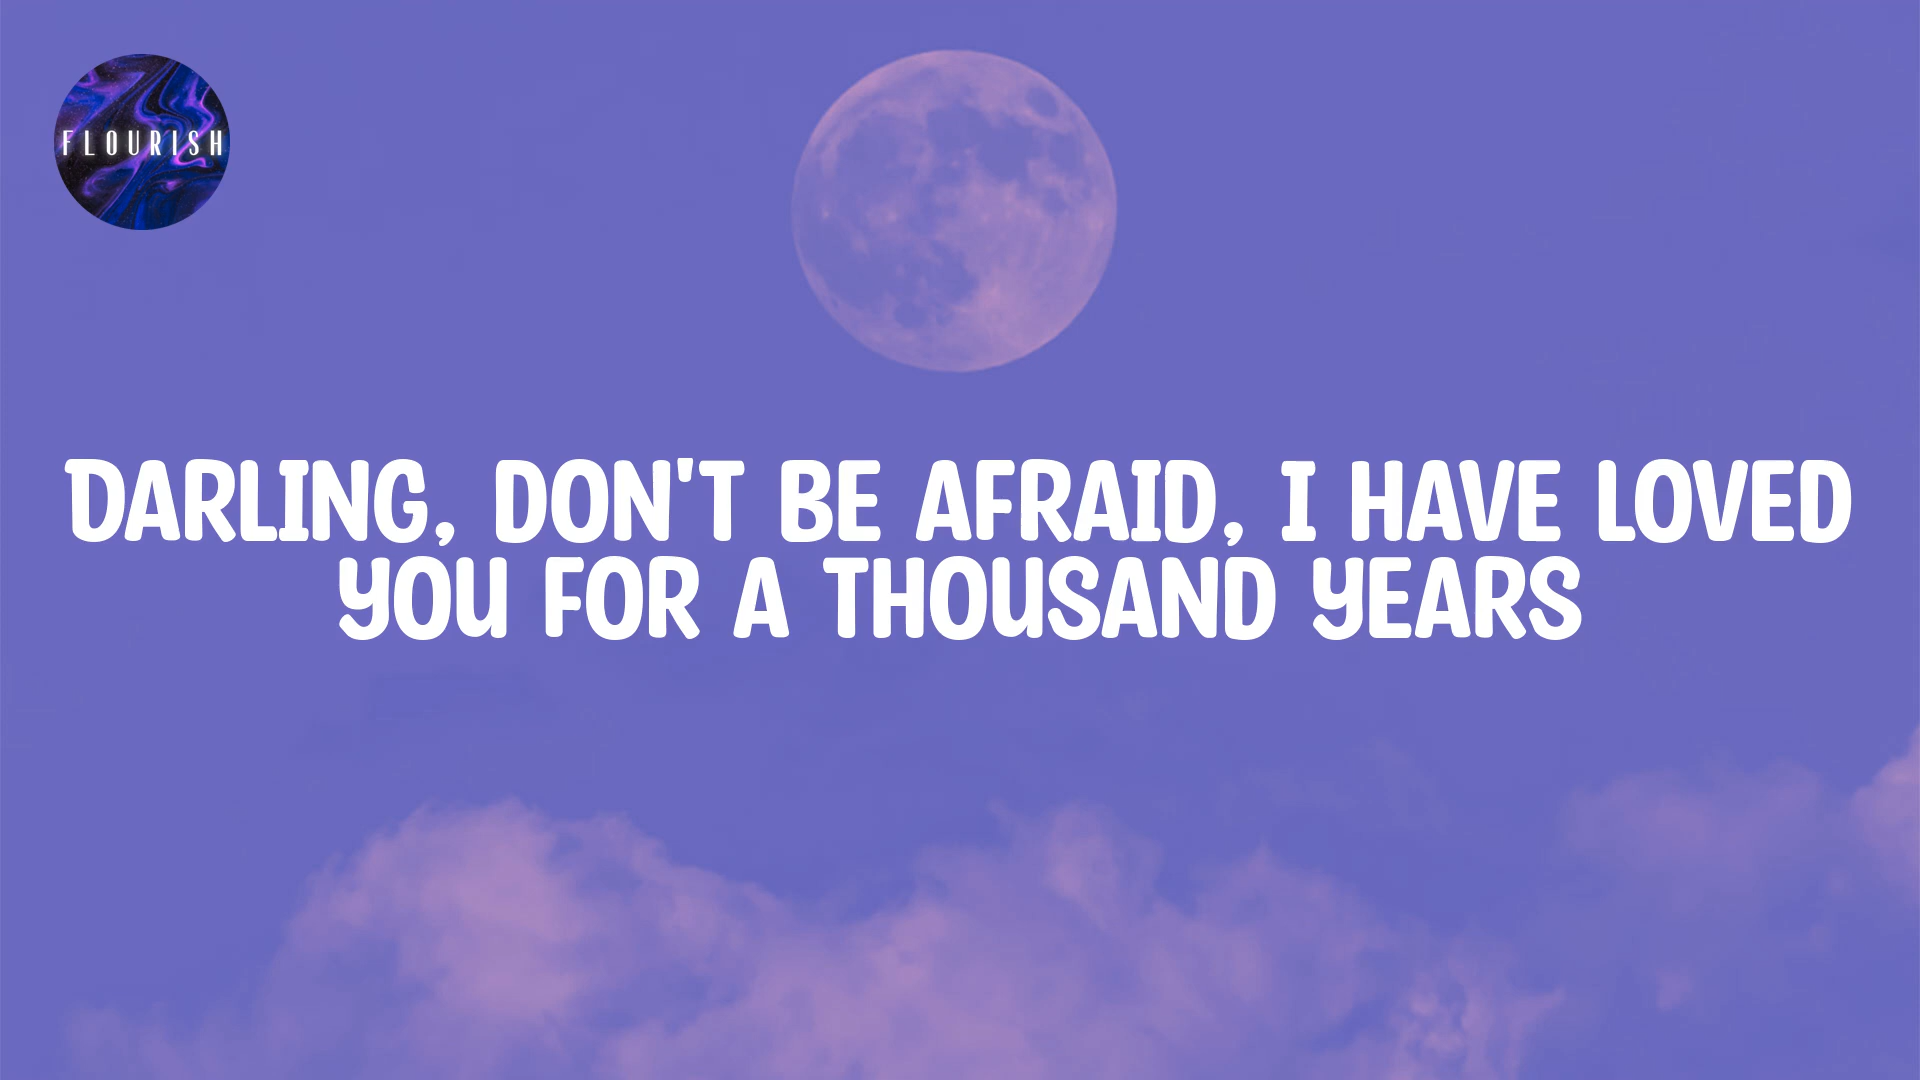 FLOURISH
DARLING, DON'T BE AFRAID, I HAVE LOVED
YOU FOR A THOUSAND YEARS